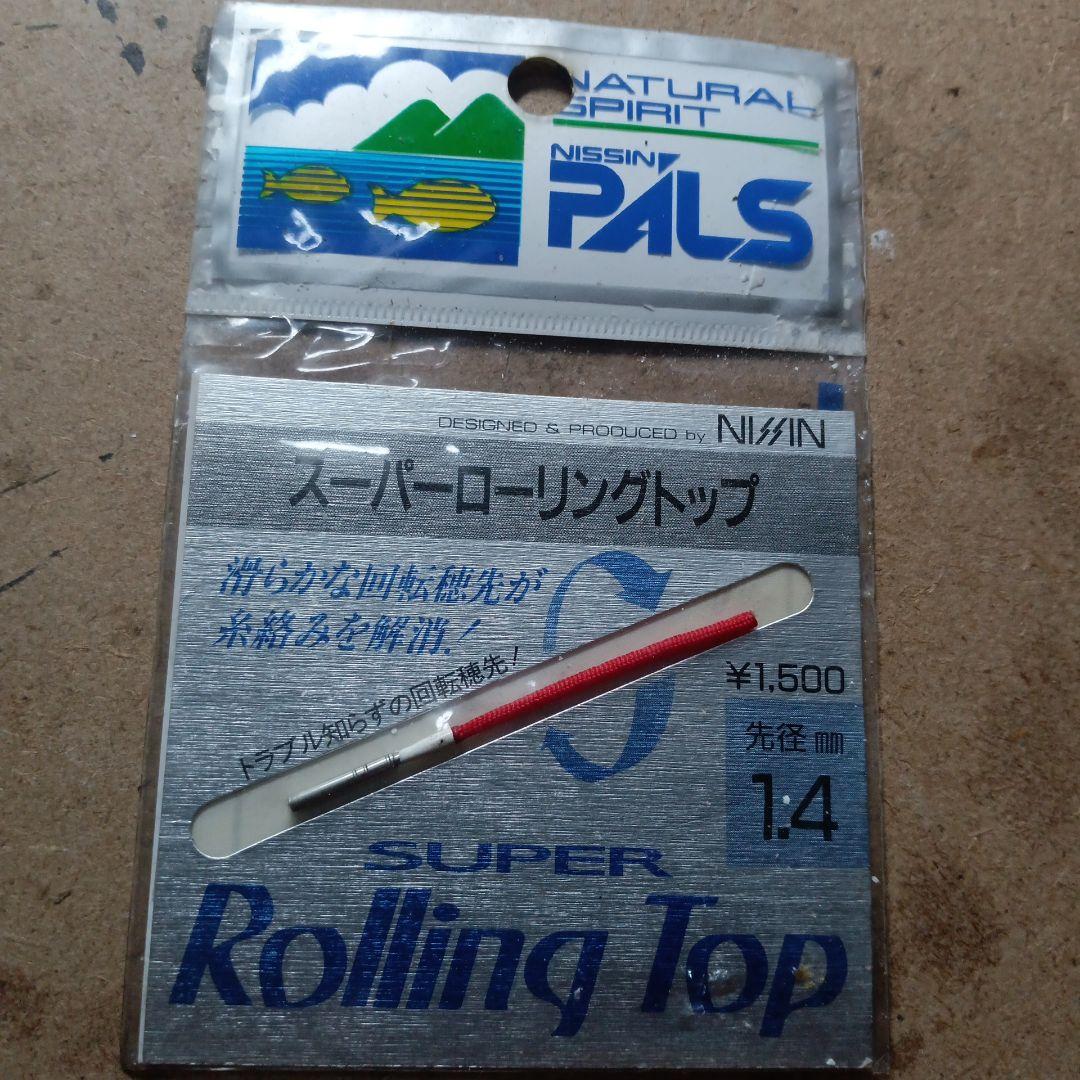 NATURAL
SPIRIT
NISSIN
PALS
DESIGNED & PRODUCED by NISSIN
スーパーローリングトップ
滑らかな回転穂先が
糸絡みを解消!
トラブル知らずの回転穂先!
¥1,500
先径 mm
1.4
SUPER
Rolling Top